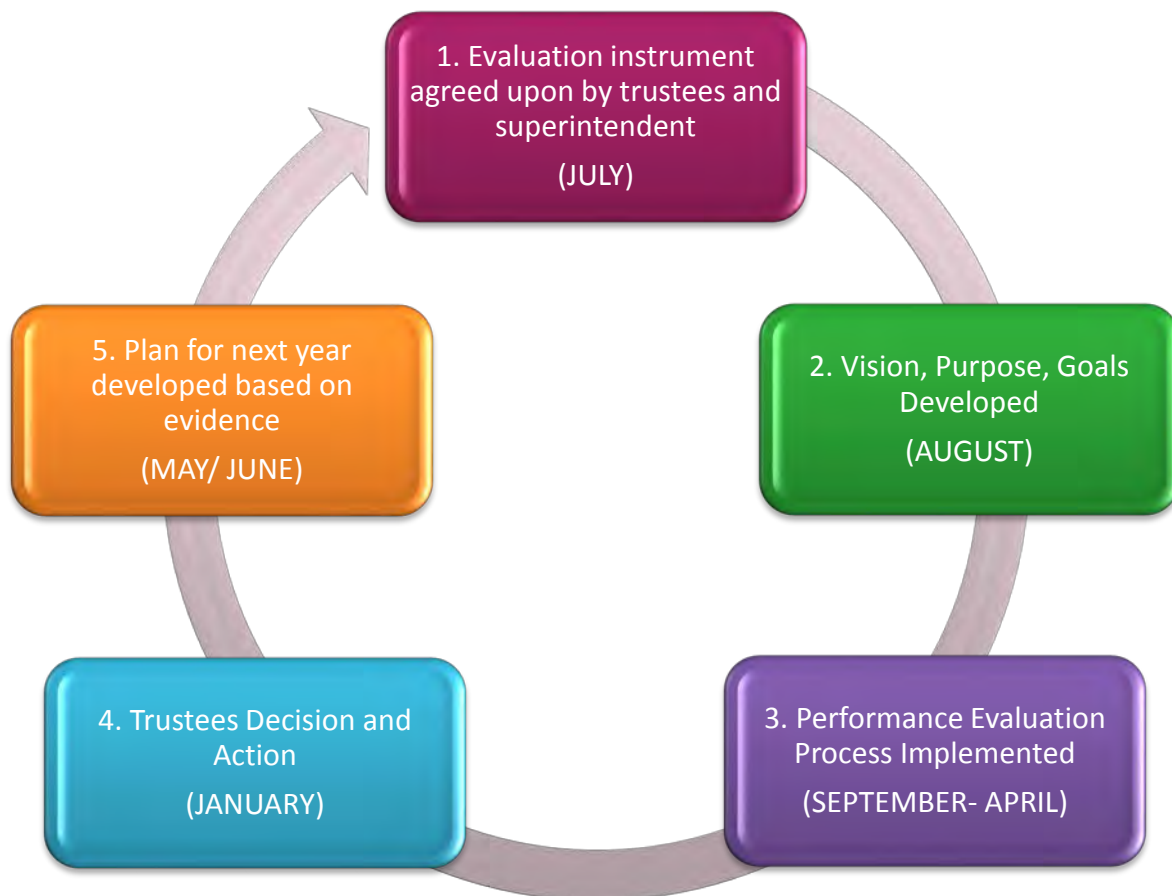 1. Evaluation instrument
agreed upon by trustees and
superintendent
(JULY)
2. Vision, Purpose, Goals
Developed
(AUGUST)
3. Performance Evaluation
Process Implemented
(SEPTEMBER- APRIL)
4. Trustees Decision and
Action
(JANUARY)
5. Plan for next year
developed based on
evidence
(MAY/ JUNE)